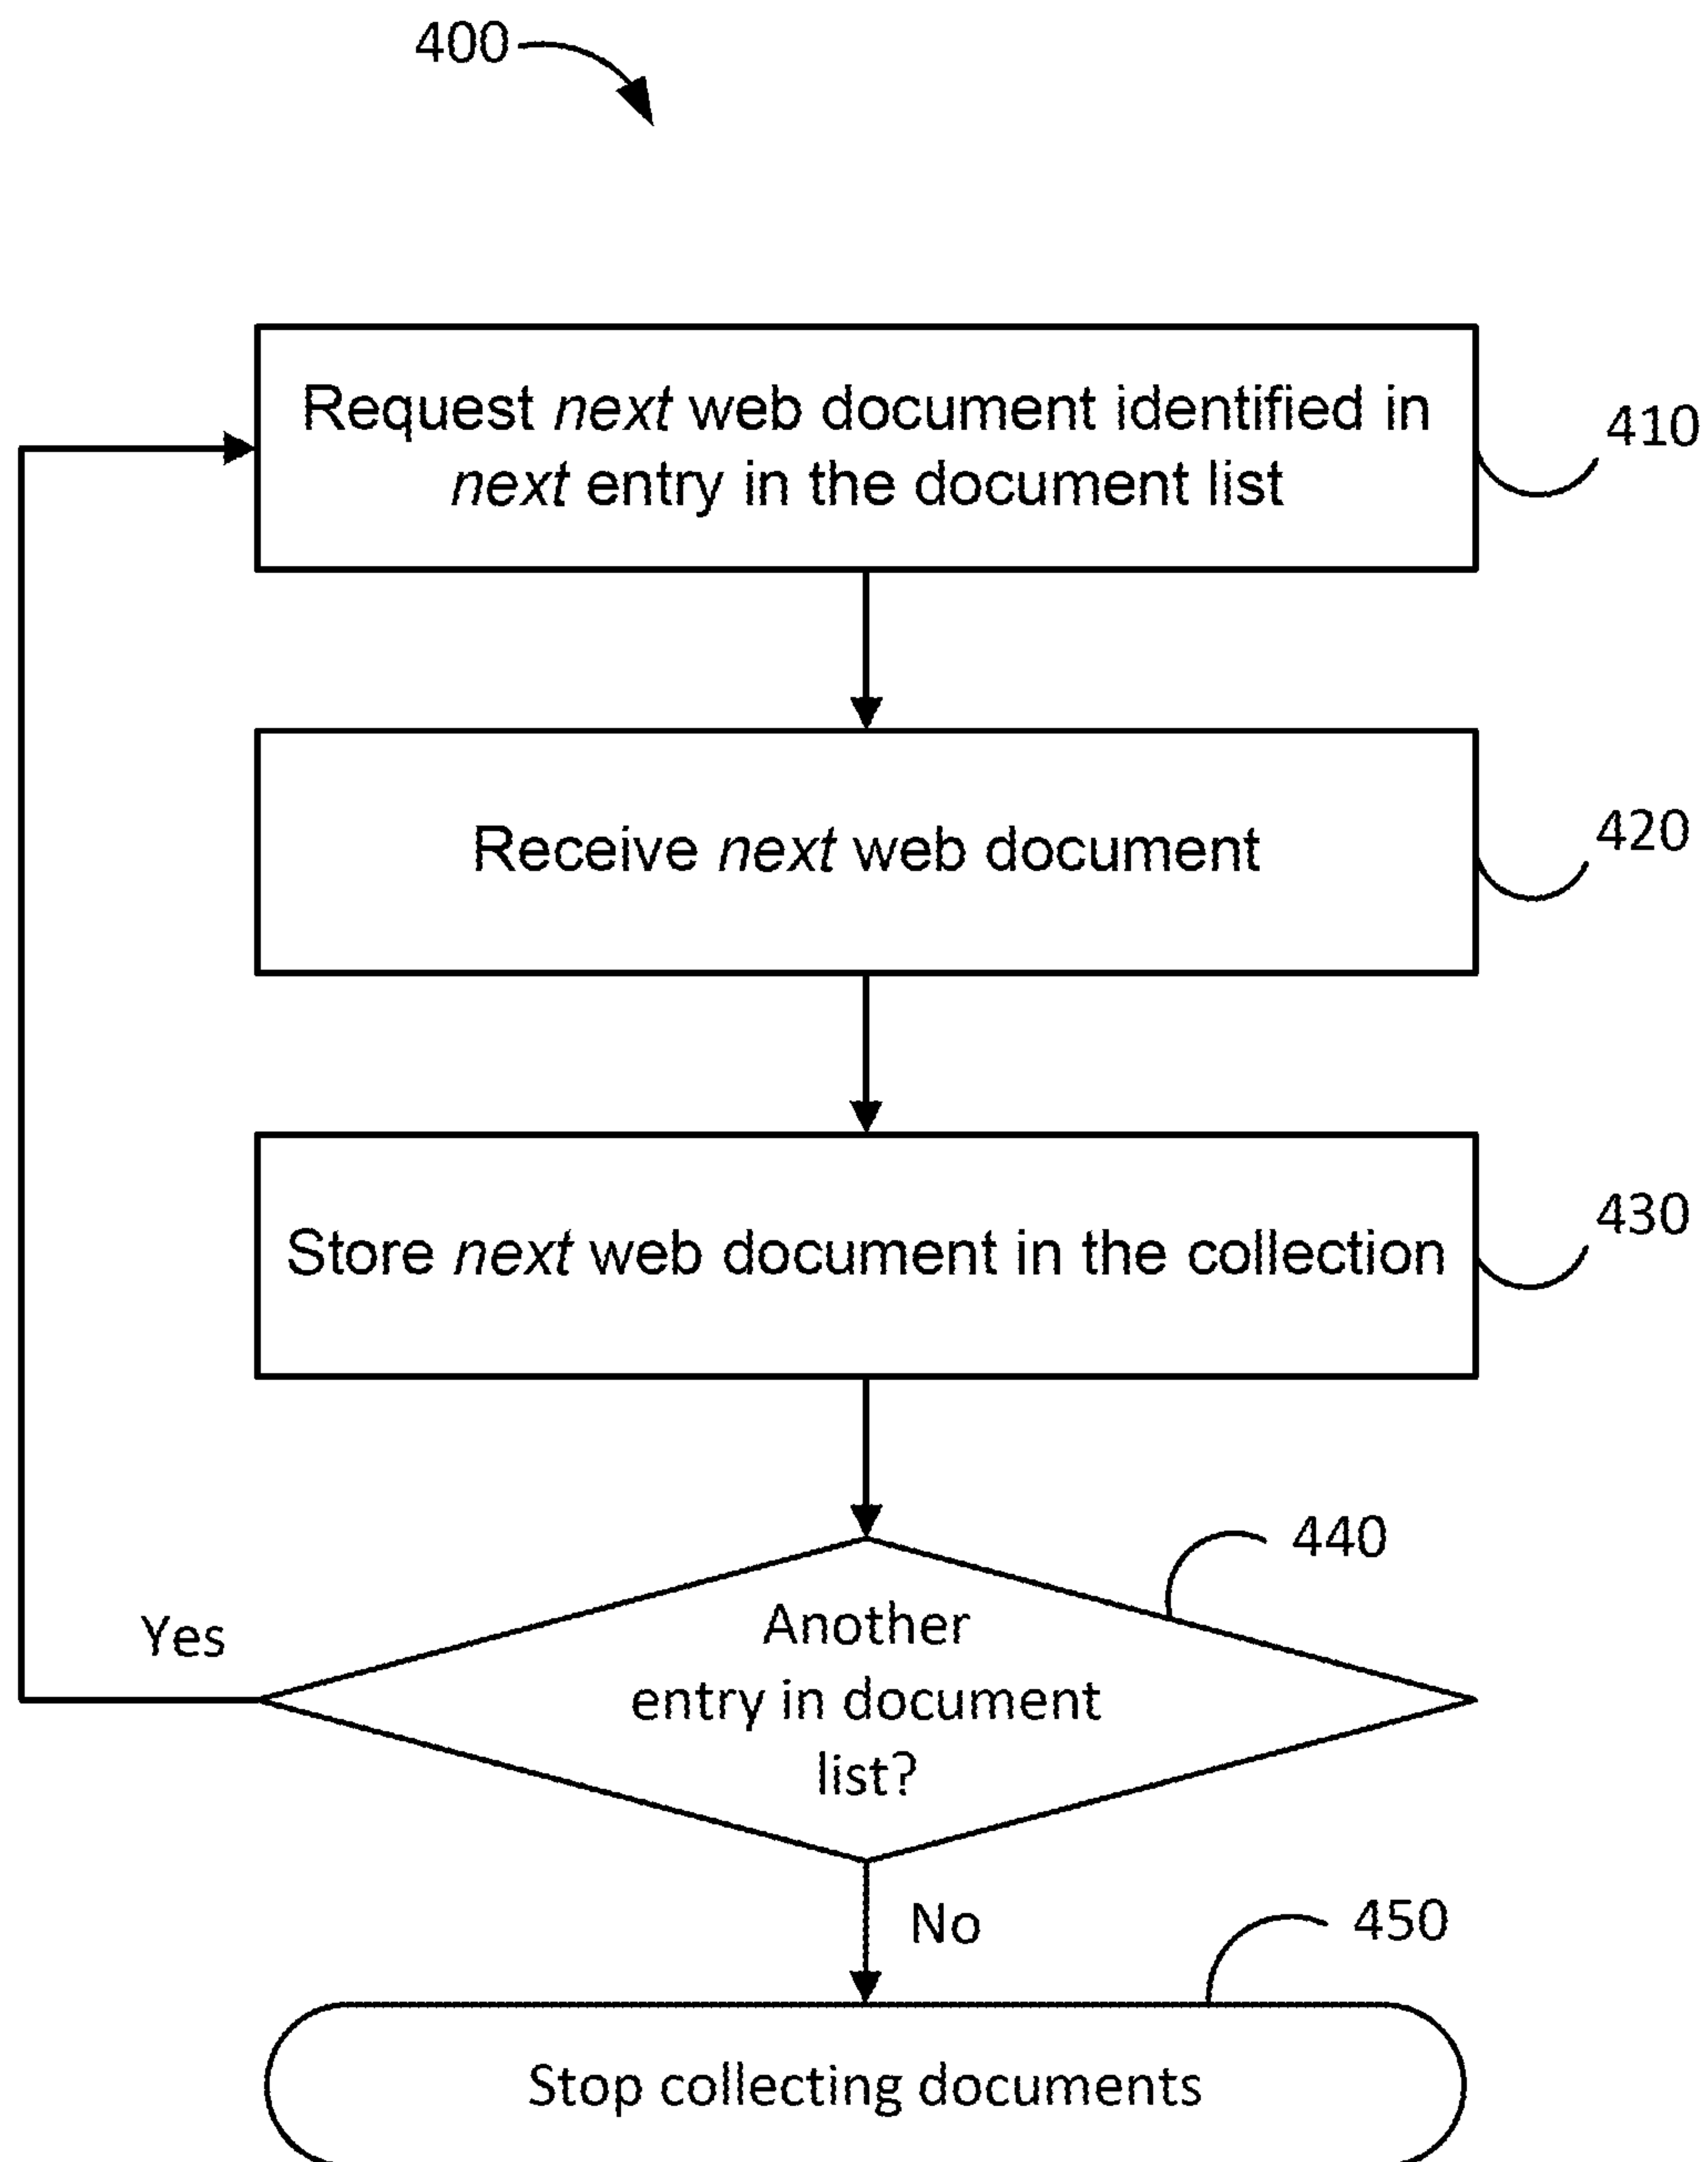 400
Request next web document identified in
next entry in the document list
410
Receive next web document
420
Store next web document in the collection
430
440
Another
entry in document
list?
Yes
No
450
Stop collecting documents